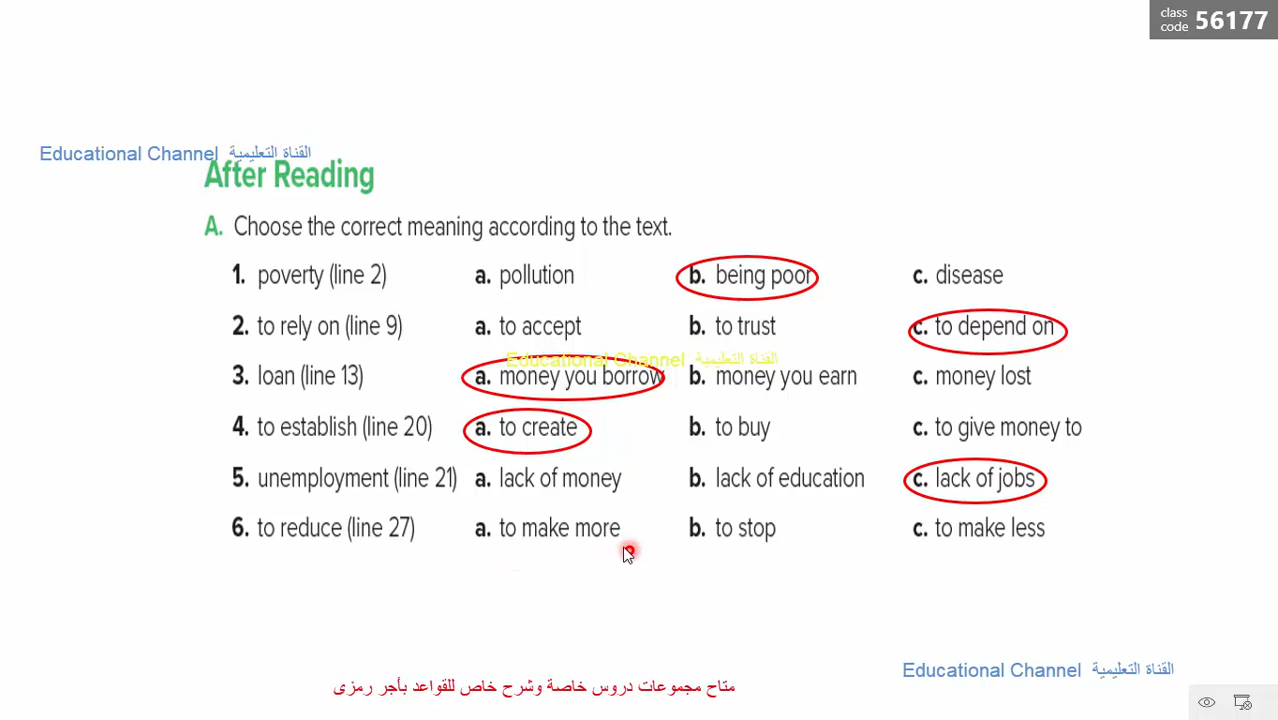 class code 56177
Educational Channel القناة التعليمية
After Reading
A. Choose the correct meaning according to the text.
1. poverty (line 2) a. pollution b. being poor c. disease
2. to rely on (line 9) a. to accept b. to trust c. to depend on
Educational Channel القناة التعليمية
3. loan (line 13) a. money you borrow b. money you earn c. money lost
4. to establish (line 20) a. to create b. to buy c. to give money to
5. unemployment (line 21) a. lack of money b. lack of education c. lack of jobs
6. to reduce (line 27) a. to make more b. to stop c. to make less
Educational Channel القناة التعليمية
متاح مجموعات دروس خاصة وشرح خاص للقواعد بأجر رمزى